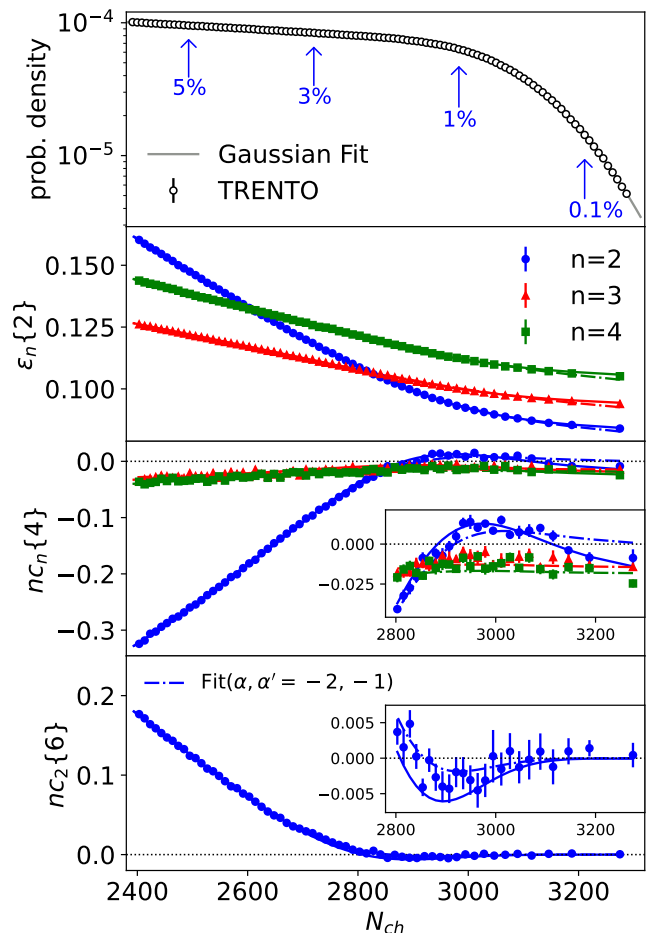 prob. density
10⁻⁴
10⁻⁵
5%
3%
1%
0.1%
Gaussian Fit
TRENTO
εₙ{2}
0.150
0.125
0.100
n=2
n=3
n=4
ncₙ{4}
0.0
−0.1
−0.2
−0.3
0.000
−0.025
2800 3000 3200
nc₂{6}
0.2
0.1
0.0
Fit(α, α′ = −2, −1)
0.005
0.000
−0.005
2800 3000 3200
2400 2600 2800 3000 3200
N_ch